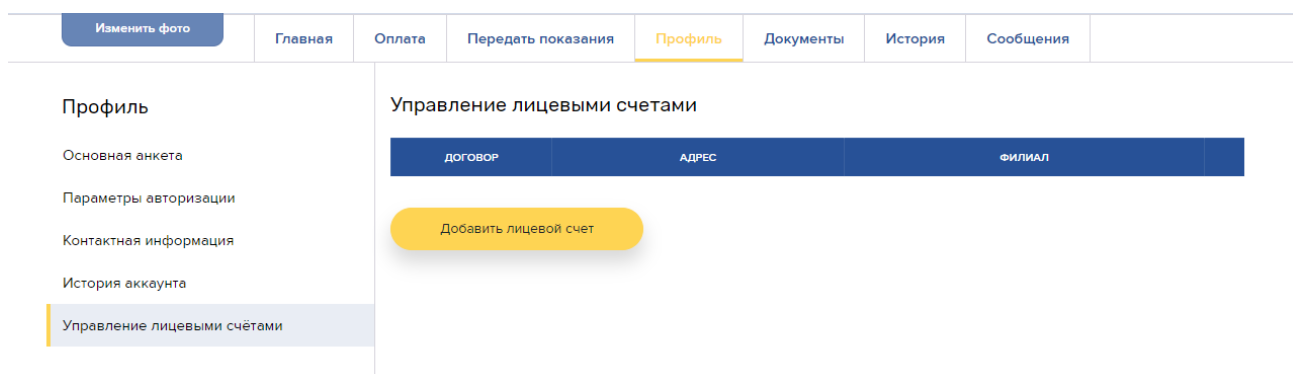 Изменить фото
Главная
Оплата
Передать показания
Профиль
Документы
История
Сообщения
Профиль
Основная анкета
Параметры авторизации
Контактная информация
История аккаунта
Управление лицевыми счётами
Управление лицевыми счетами
ДОГОВОР
АДРЕС
ФИЛИАЛ
Добавить лицевой счет